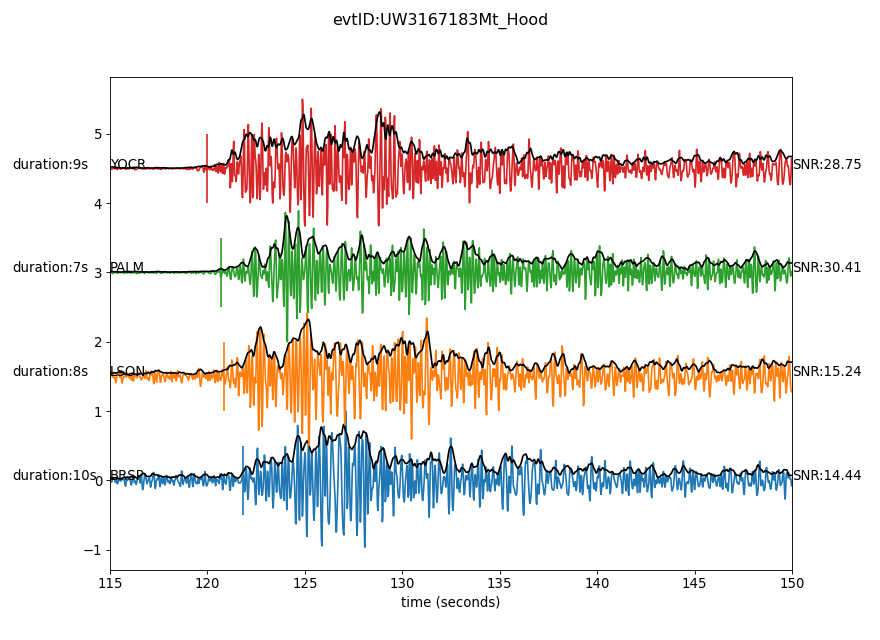 evtID:UW3167183Mt_Hood
5
duration:9s YOCR SNR:28.75
4
duration:7s PALM SNR:30.41
3
2
duration:8s LSON SNR:15.24
1
duration:10s BRSP SNR:14.44
0
−1
115 120 125 130 135 140 145 150
time (seconds)